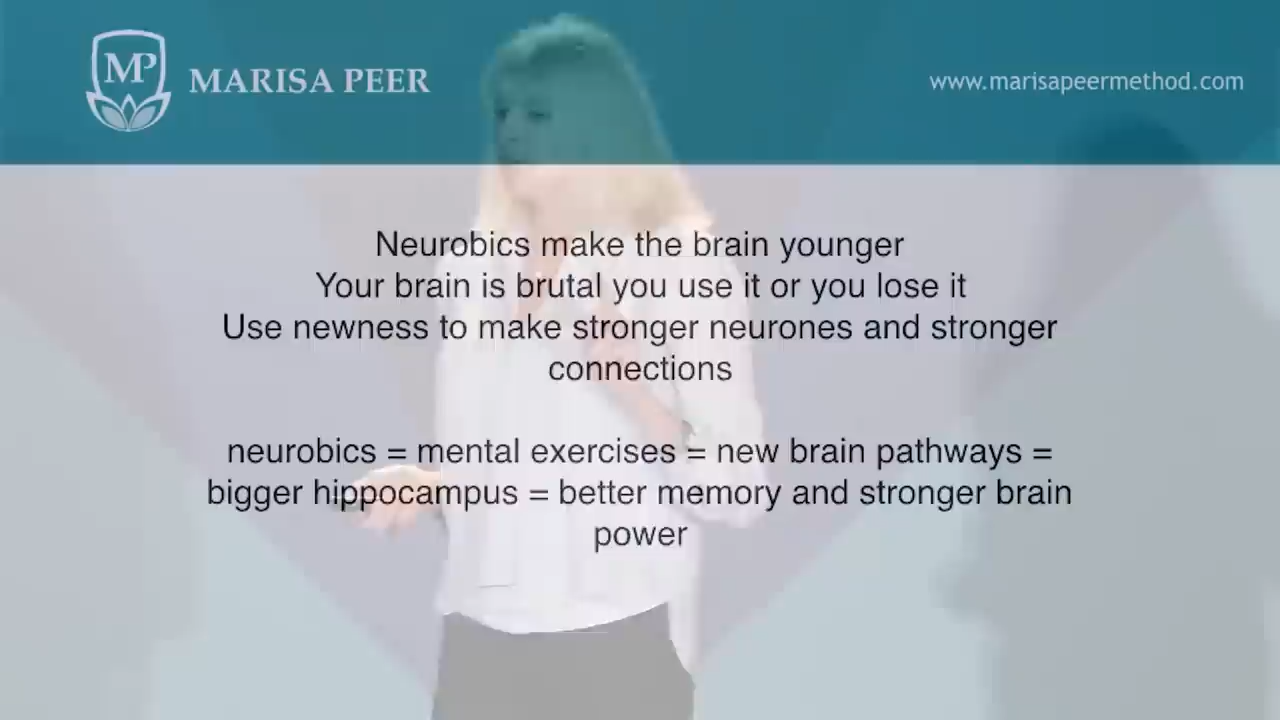 MP
MARISA PEER
www.marisapeermethod.com
Neurobics make the brain younger
Your brain is brutal you use it or you lose it
Use newness to make stronger neurones and stronger
connections
neurobics = mental exercises = new brain pathways =
bigger hippocampus = better memory and stronger brain
power